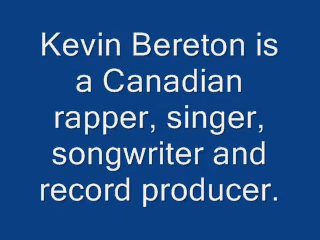 Kevin Bereton is
a Canadian
rapper, singer,
songwriter and
record producer.